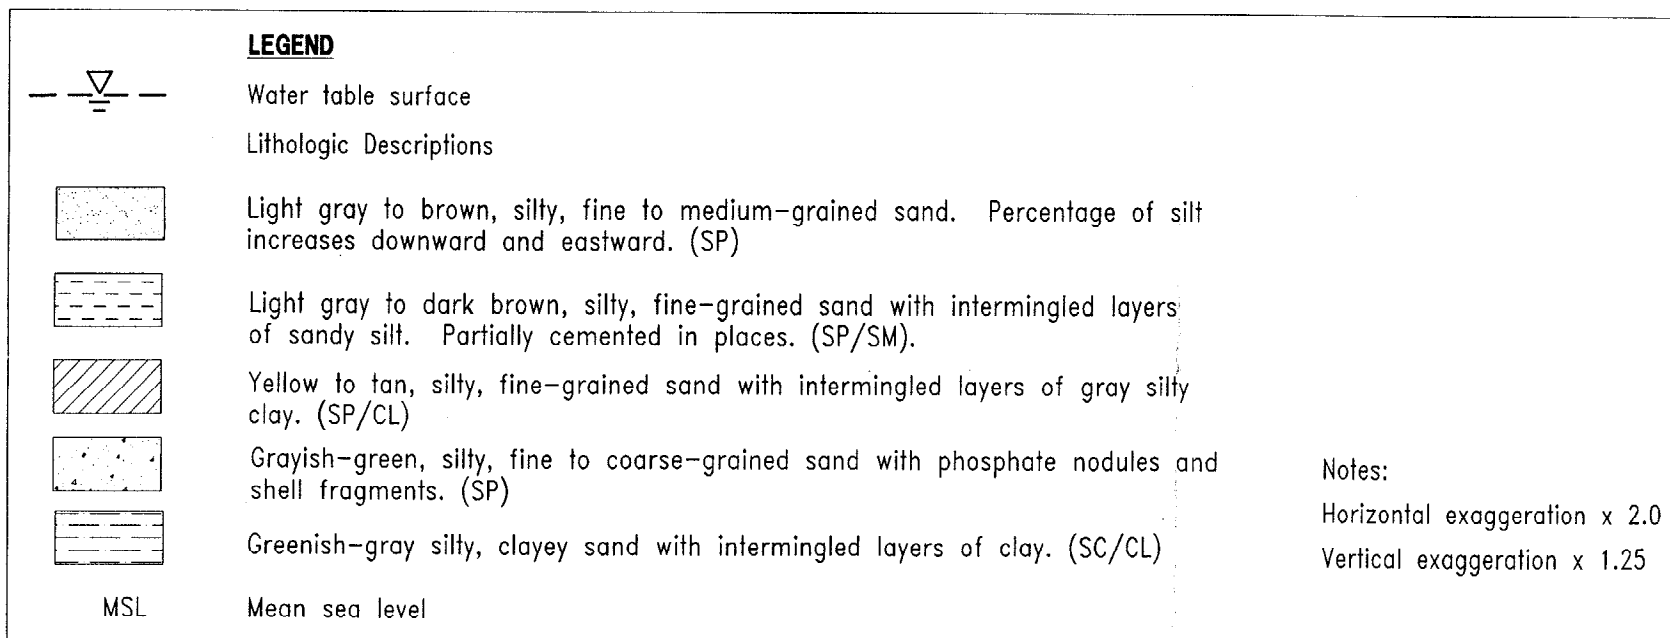 LEGEND
Water table surface
Lithologic Descriptions
Light gray to brown, silty, fine to medium-grained sand. Percentage of silt
increases downward and eastward. (SP)
Light gray to dark brown, silty, fine-grained sand with intermingled layers
of sandy silt. Partially cemented in places. (SP/SM).
Yellow to tan, silty, fine-grained sand with intermingled layers of gray silty
clay. (SP/CL)
Grayish-green, silty, fine to coarse-grained sand with phosphate nodules and
shell fragments. (SP)
Greenish-gray silty, clayey sand with intermingled layers of clay. (SC/CL)
MSL Mean sea level
Notes:
Horizontal exaggeration x 2.0
Vertical exaggeration x 1.25